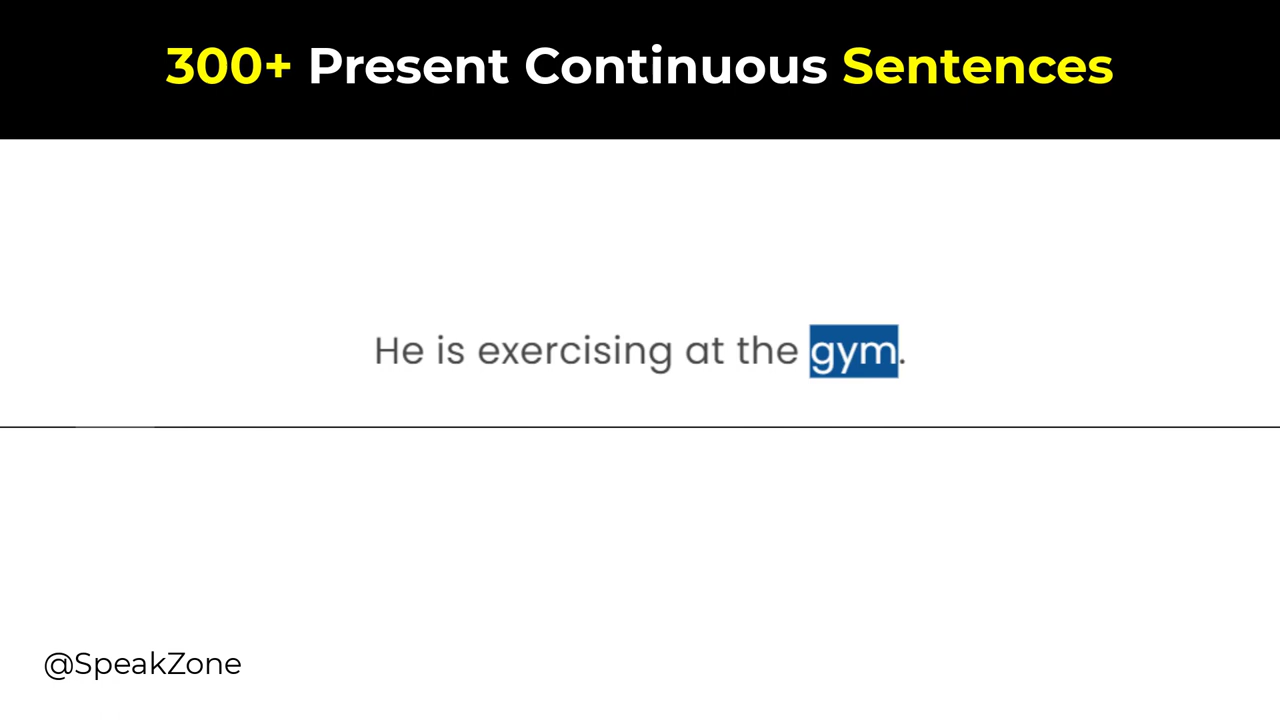 300+ Present Continuous Sentences
He is exercising at the gym.
@SpeakZone